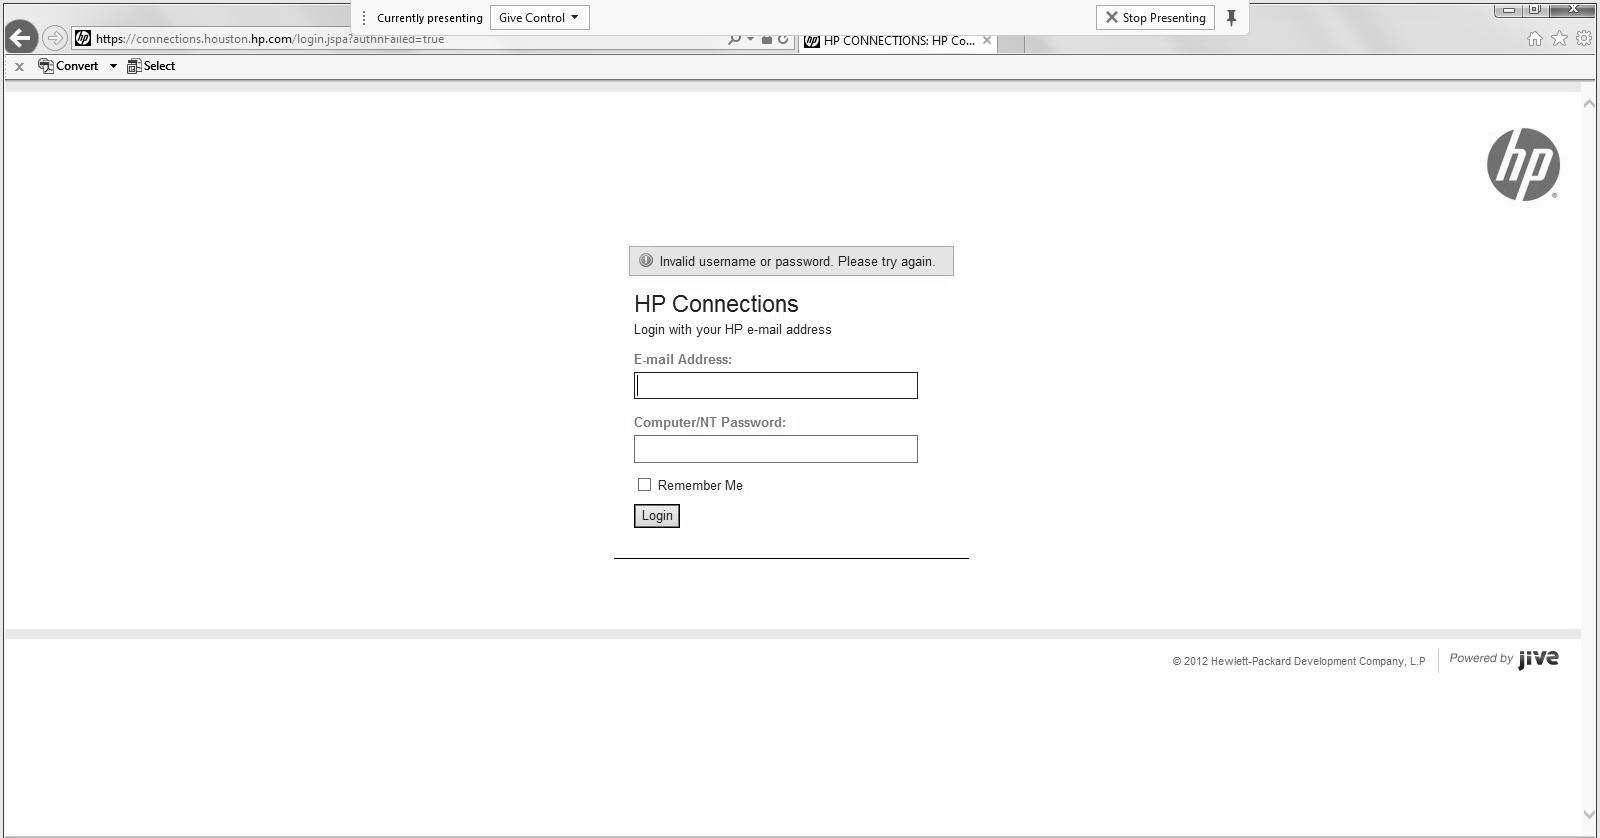 Currently presenting Give Control Stop Presenting
https://connections.houston.hp.com/login.jspa?authnFailed=true HP CONNECTIONS: HP Co...
Convert Select
hp
Invalid username or password. Please try again.
HP Connections
Login with your HP e-mail address
E-mail Address:
Computer/NT Password:
Remember Me
Login
© 2012 Hewlett-Packard Development Company, L.P Powered by jive